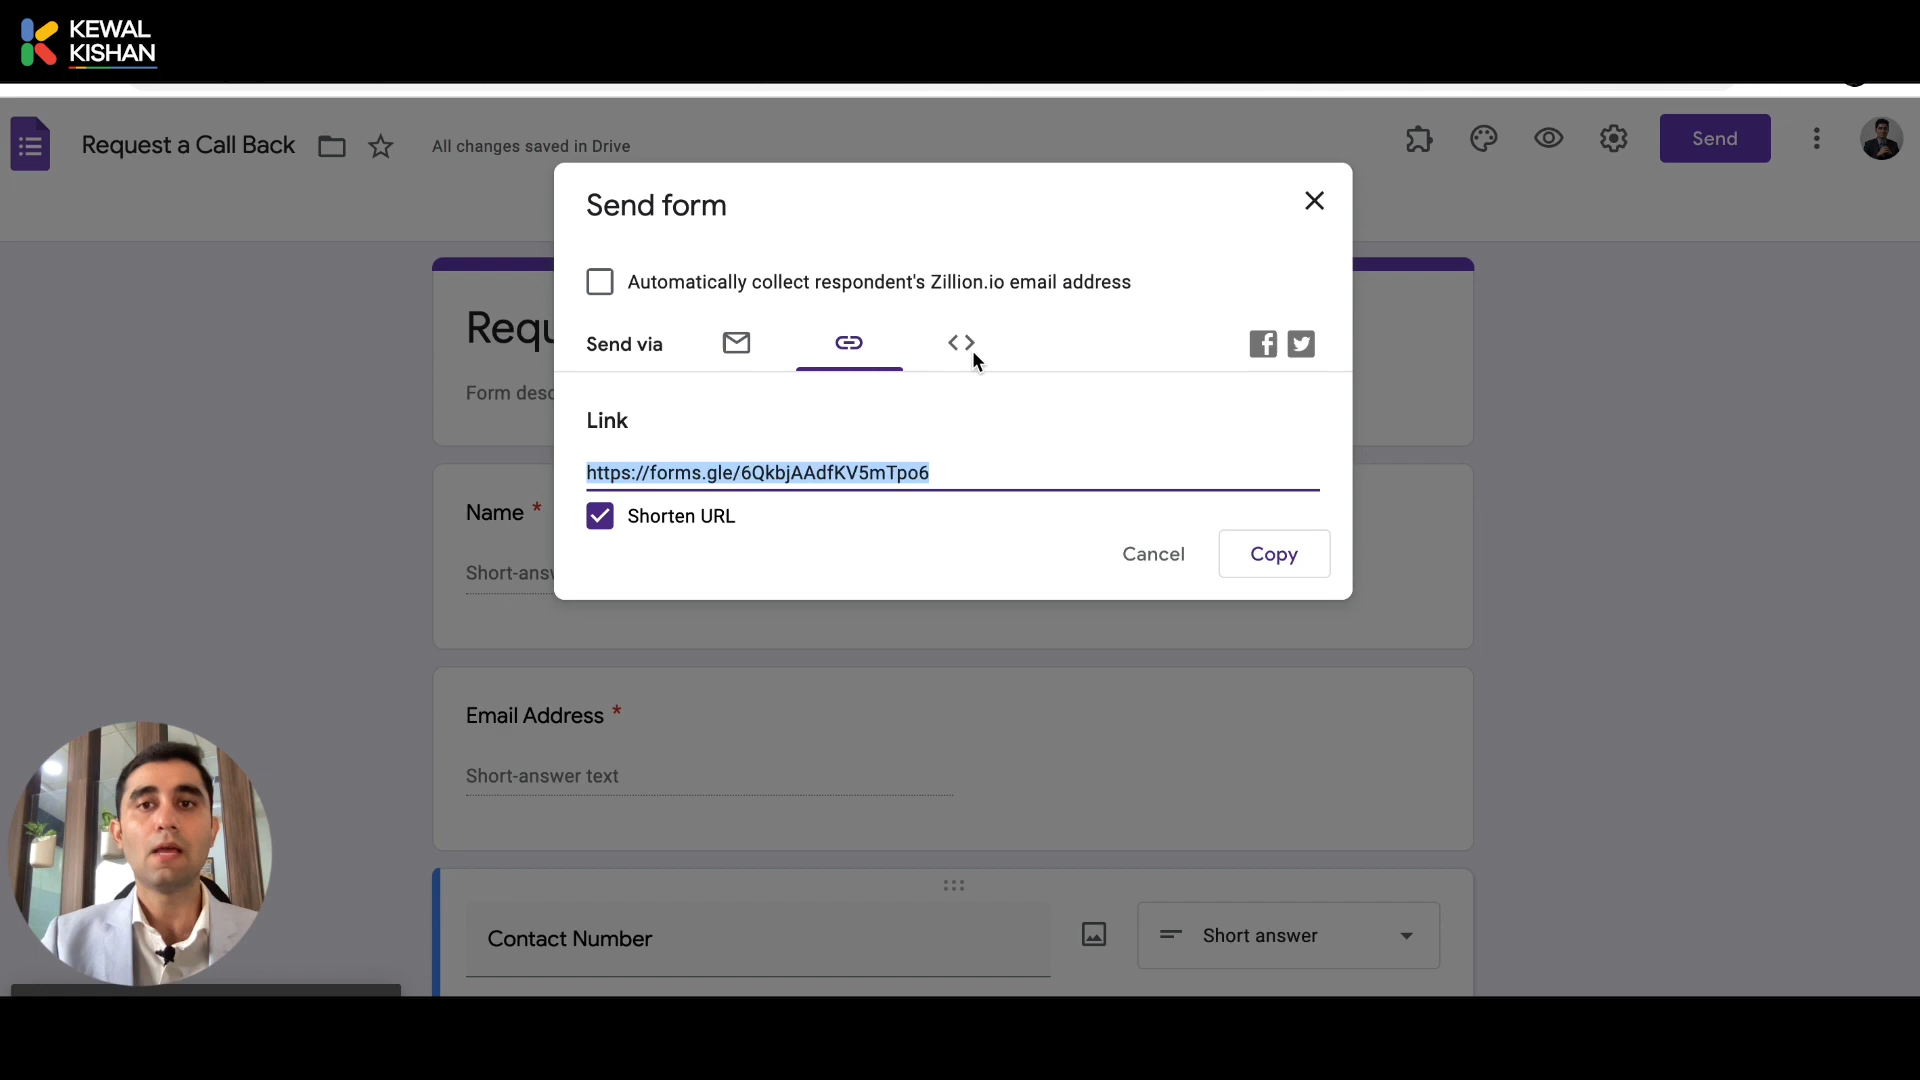 KEWAL
KISHAN
Request a Call Back
All changes saved in Drive
Send
Send form
Automatically collect respondent's Zillion.io email address
Send via
Link
https://forms.gle/6QkbjAAdfKV5mTpo6
Shorten URL
Cancel
Copy
Requ
Form desc
Name *
Short-answ
Email Address *
Short-answer text
Contact Number
Short answer